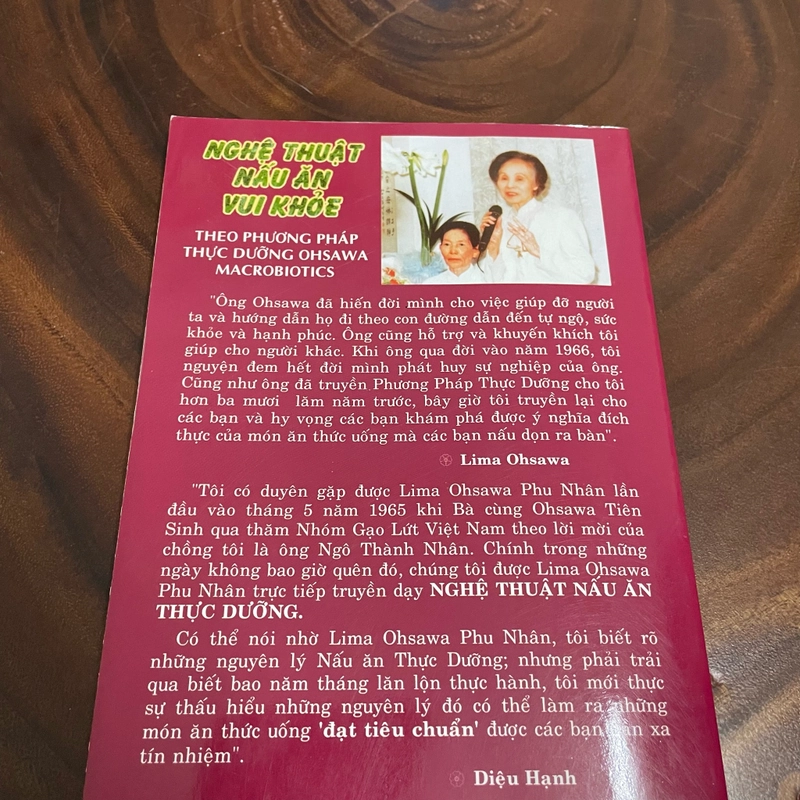 NGHỆ THUẬT
NẤU ĂN
VUI KHỎE
THEO PHƯƠNG PHÁP
THỰC DƯỠNG OHSAWA
MACROBIOTICS
"Ông Ohsawa đã hiến đời mình cho việc giúp đỡ người
ta và hướng dẫn họ đi theo con đường dẫn đến tự ngộ, sức
khỏe và hạnh phúc. Ông cũng hỗ trợ và khuyến khích tôi
giúp cho người khác. Khi ông qua đời vào năm 1966, tôi
nguyện đem hết đời mình phát huy sự nghiệp của ông.
Cũng như ông đã truyền Phương Pháp Thực Dưỡng cho tôi
hơn ba mươi lăm năm trước, bây giờ tôi truyền lại cho
các bạn và hy vọng các bạn khám phá được ý nghĩa đích
thực của món ăn thức uống mà các bạn nấu dọn ra bàn".
Lima Ohsawa
"Tôi có duyên gặp được Lima Ohsawa Phu Nhân lần
đầu vào tháng 5 năm 1965 khi Bà cùng Ohsawa Tiên
Sinh qua thăm Nhóm Gạo Lứt Việt Nam theo lời mời của
chồng tôi là ông Ngô Thành Nhân. Chính trong những
ngày không bao giờ quên đó, chúng tôi được Lima Ohsawa
Phu Nhân trực tiếp truyền dạy NGHỆ THUẬT NẤU ĂN
THỰC DƯỠNG.
Có thể nói nhờ Lima Ohsawa Phu Nhân, tôi biết rõ
những nguyên lý Nấu ăn Thực Dưỡng; nhưng phải trải
qua biết bao năm tháng lăn lộn thực hành, tôi mới thực
sự thấu hiểu những nguyên lý đó có thể làm ra những
món ăn thức uống 'đạt tiêu chuẩn' được các bạn xa
tín nhiệm".
Diệu Hạnh